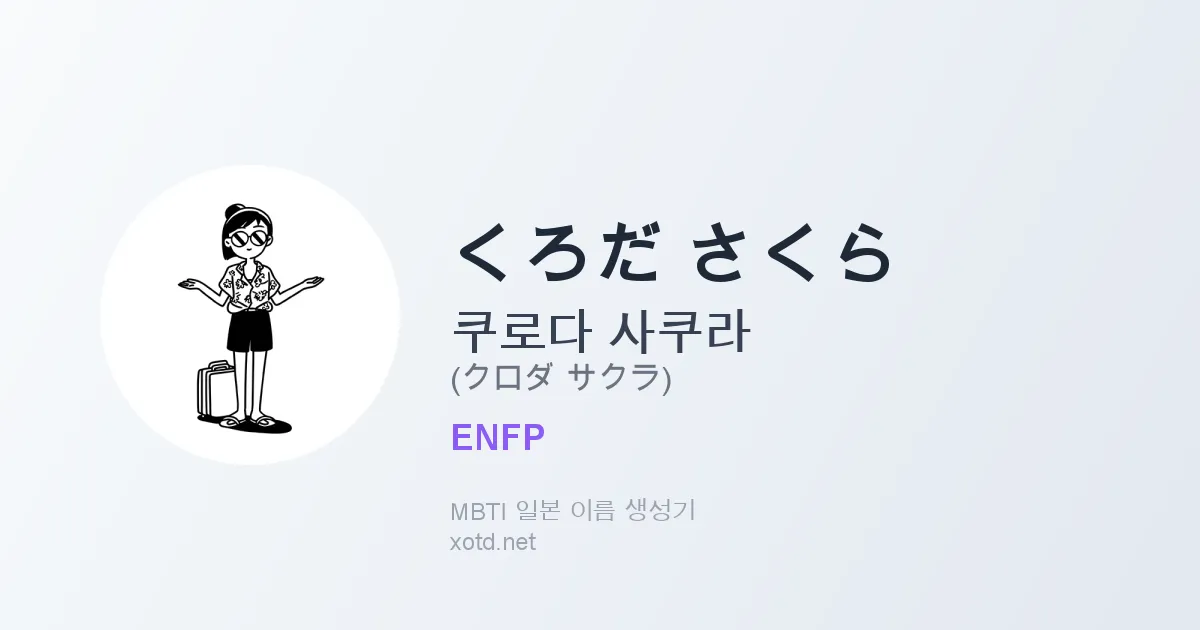 くろだ さくら
쿠로다 사쿠라
(クロダ サクラ)
ENFP
MBTI 일본 이름 생성기
xotd.net